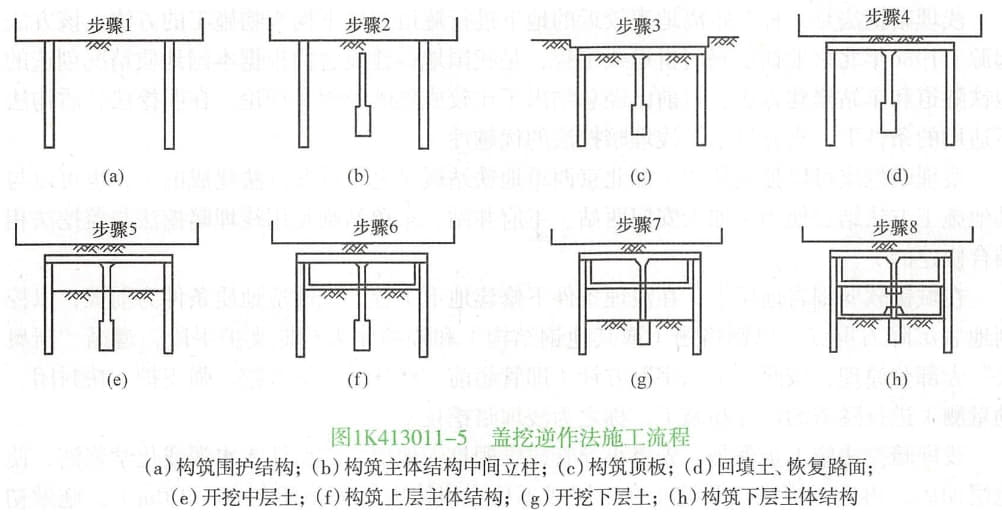 步骤1
步骤2
步骤3
步骤4
(a)
(b)
(c)
(d)
步骤5
步骤6
步骤7
步骤8
(e)
(f)
(g)
(h)
图1K413011-5 盖挖逆作法施工流程
(a)构筑围护结构；(b)构筑主体结构中间立柱；(c)构筑顶板；(d)回填土、恢复路面；
(e)开挖中层土；(f)构筑上层主体结构；(g)开挖下层土；(h)构筑下层主体结构